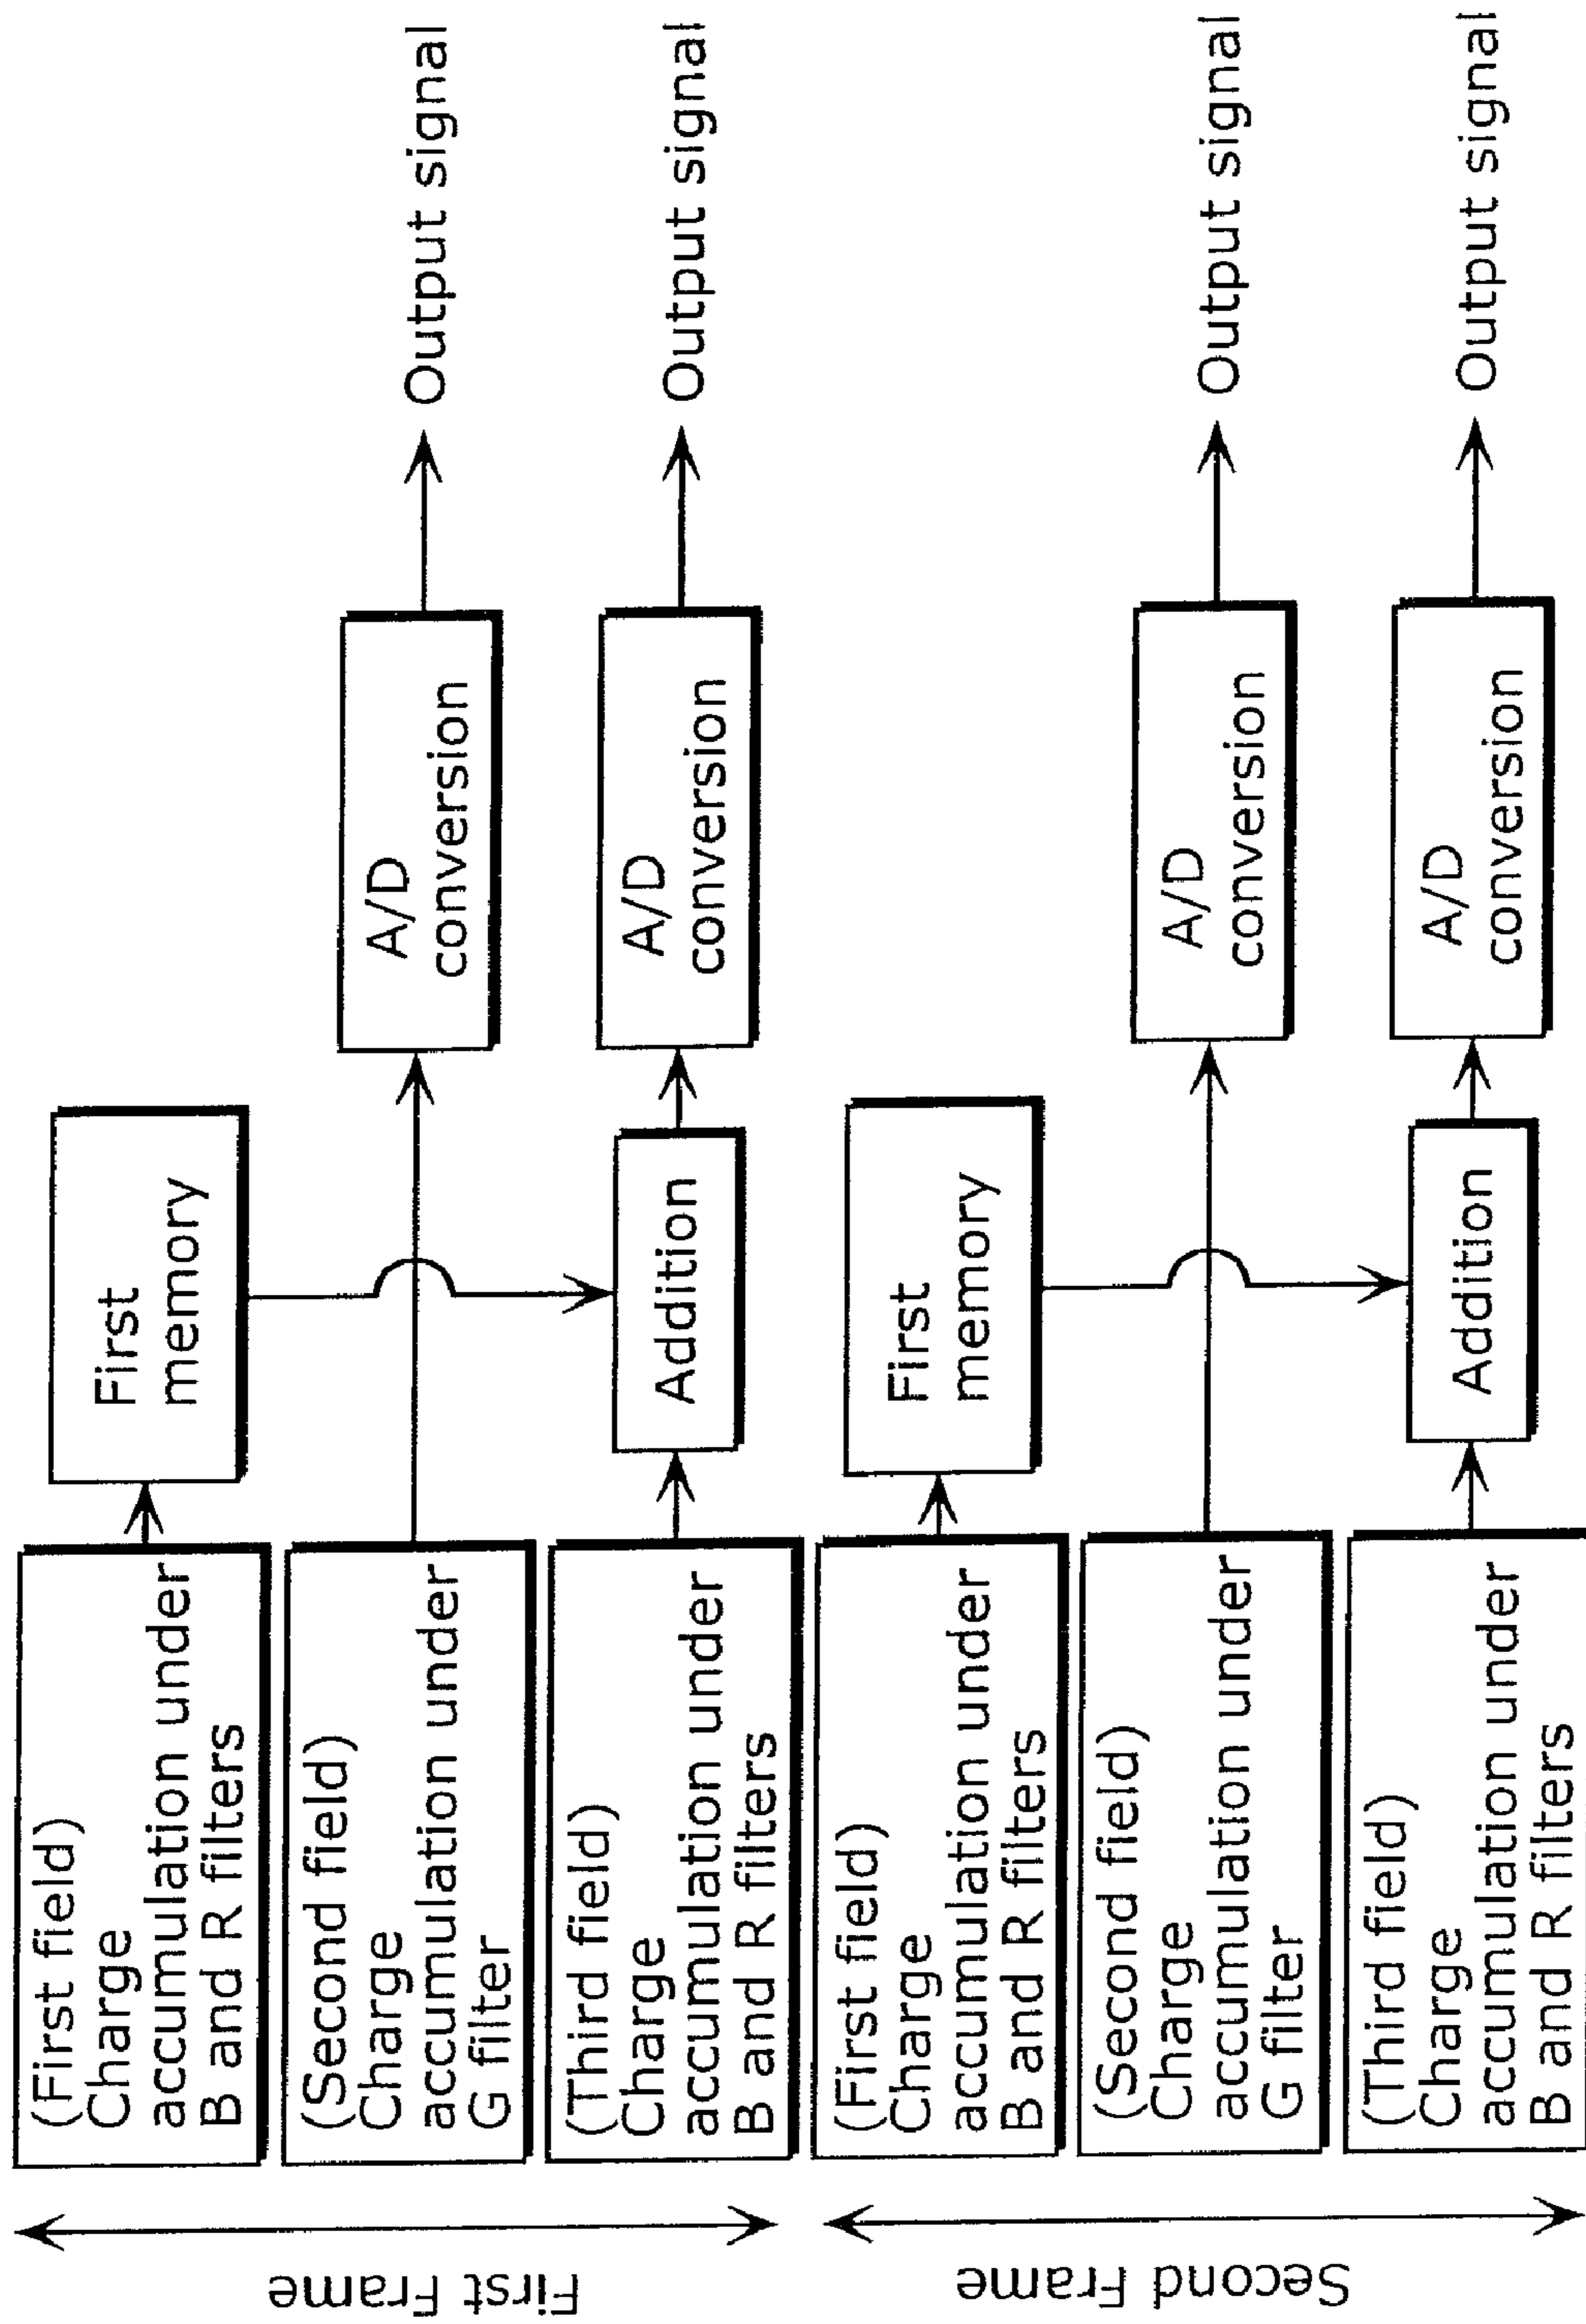 First Frame
(First field)
Charge
accumulation under
B and R filters
First
memory
(Second field)
Charge
accumulation under
G filter
A/D
conversion
Output signal
(Third field)
Charge
accumulation under
B and R filters
Addition
A/D
conversion
Output signal
Second Frame
(First field)
Charge
accumulation under
B and R filters
First
memory
(Second field)
Charge
accumulation under
G filter
A/D
conversion
Output signal
(Third field)
Charge
accumulation under
B and R filters
Addition
A/D
conversion
Output signal